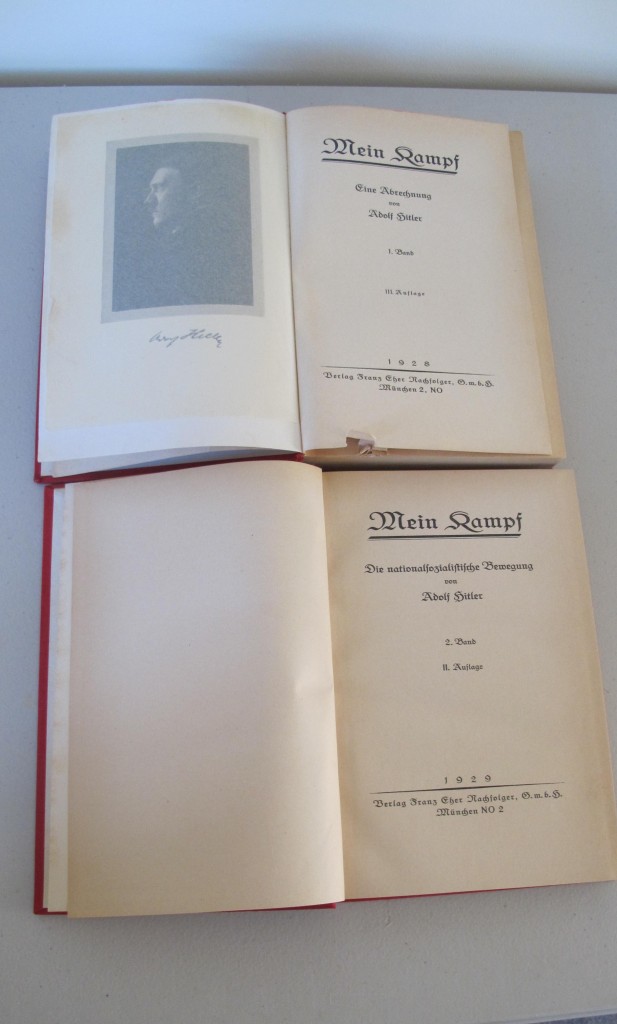 Mein Kampf
Eine Abrechnung
von
Adolf Hitler
1. Band
III. Auflage
1928
Verlag Franz Eher Nachfolger, G.m.b.H.
München 2, NO
Mein Kampf
Die nationalsozialistische Bewegung
von
Adolf Hitler
2. Band
II. Auflage
1929
Verlag Franz Eher Nachfolger, G.m.b.H.
München NO 2